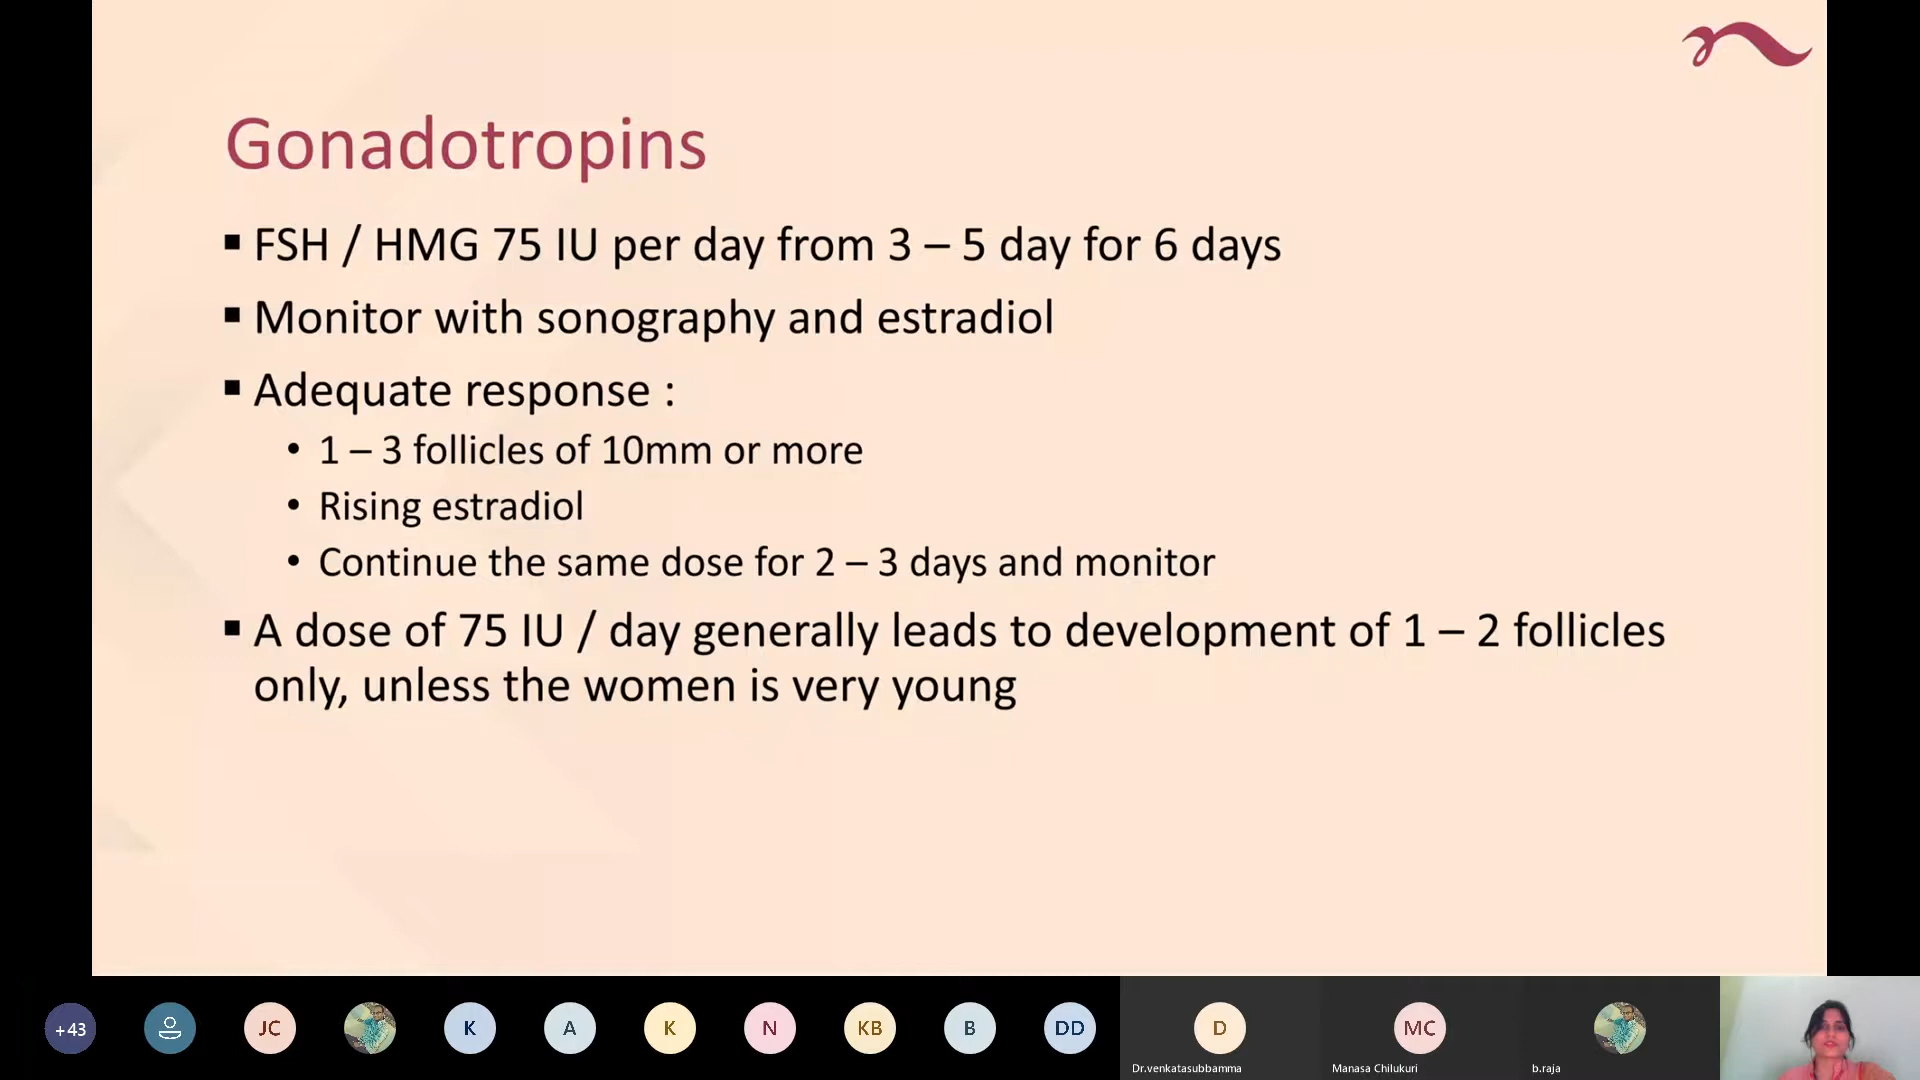 Gonadotropins
▪ FSH / HMG 75 IU per day from 3 – 5 day for 6 days
▪ Monitor with sonography and estradiol
▪ Adequate response :
• 1 – 3 follicles of 10mm or more
• Rising estradiol
• Continue the same dose for 2 – 3 days and monitor
▪ A dose of 75 IU / day generally leads to development of 1 – 2 follicles
only, unless the women is very young
+43 JC K A K N KB B DD D MC
Dr.venkatasubbamma Manasa Chilukuri b.raja